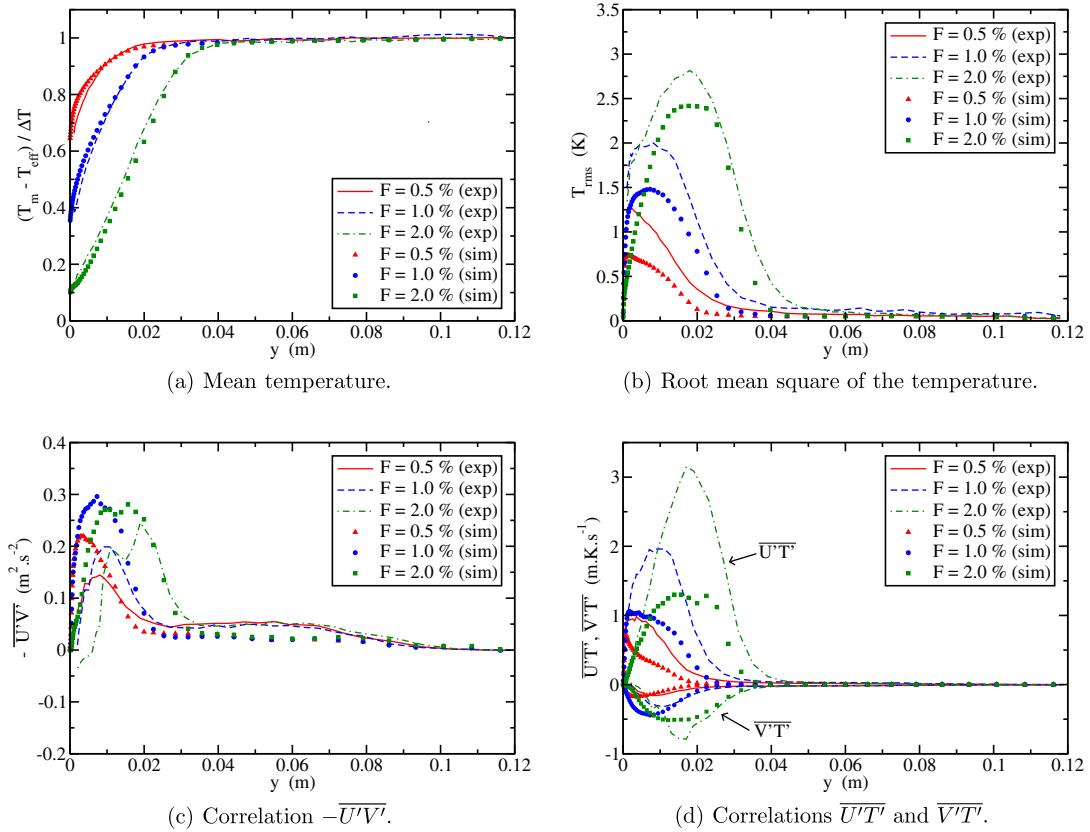 1
0.8
0.6
0.4
0.2
0
(T_m - T_eff) / ΔT
F = 0.5 % (exp)
F = 1.0 % (exp)
F = 2.0 % (exp)
F = 0.5 % (sim)
F = 1.0 % (sim)
F = 2.0 % (sim)
0 0.02 0.04 0.06 0.08 0.10 0.12
y (m)
(a) Mean temperature.
3.5
3
2.5
2
1.5
1
0.5
0
T_rms (K)
F = 0.5 % (exp)
F = 1.0 % (exp)
F = 2.0 % (exp)
F = 0.5 % (sim)
F = 1.0 % (sim)
F = 2.0 % (sim)
0 0.02 0.04 0.06 0.08 0.10 0.12
y (m)
(b) Root mean square of the temperature.
0.4
0.3
0.2
0.1
0
-0.1
-0.2
- U'V' (m².s⁻²)
F = 0.5 % (exp)
F = 1.0 % (exp)
F = 2.0 % (exp)
F = 0.5 % (sim)
F = 1.0 % (sim)
F = 2.0 % (sim)
0 0.02 0.04 0.06 0.08 0.10 0.12
y (m)
(c) Correlation −U'V'.
3
2
1
0
-1
U'T' , V'T' (m.K.s⁻¹)
F = 0.5 % (exp)
F = 1.0 % (exp)
F = 2.0 % (exp)
F = 0.5 % (sim)
F = 1.0 % (sim)
F = 2.0 % (sim)
U'T'
V'T'
0 0.02 0.04 0.06 0.08 0.10 0.12
y (m)
(d) Correlations U'T' and V'T'.